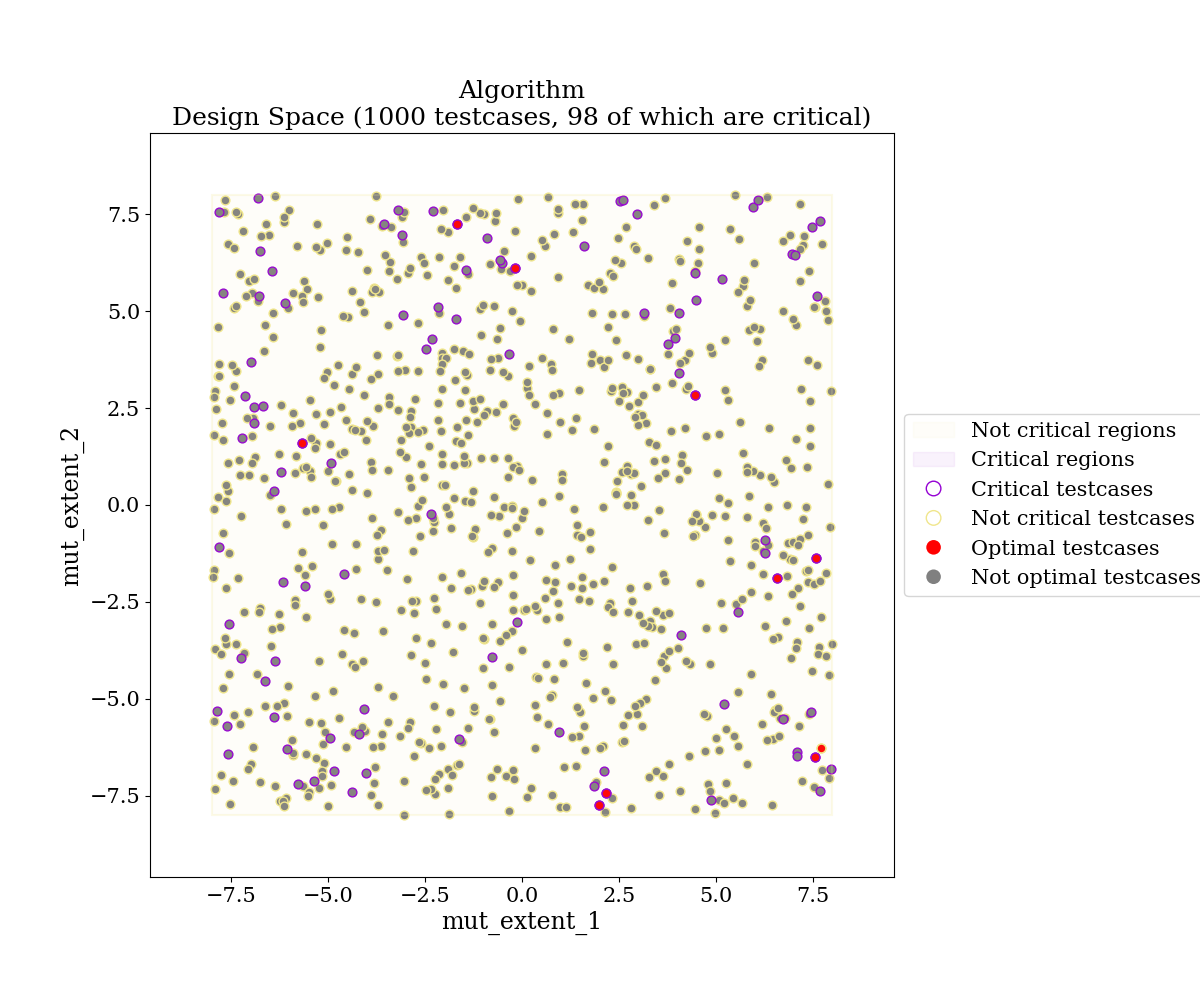 Algorithm
Design Space (1000 testcases, 98 of which are critical)
7.5
5.0
2.5
0.0
−2.5
−5.0
−7.5
mut_extent_2
−7.5
−5.0
−2.5
0.0
2.5
5.0
7.5
mut_extent_1
Not critical regions
Critical regions
Critical testcases
Not critical testcases
Optimal testcases
Not optimal testcases